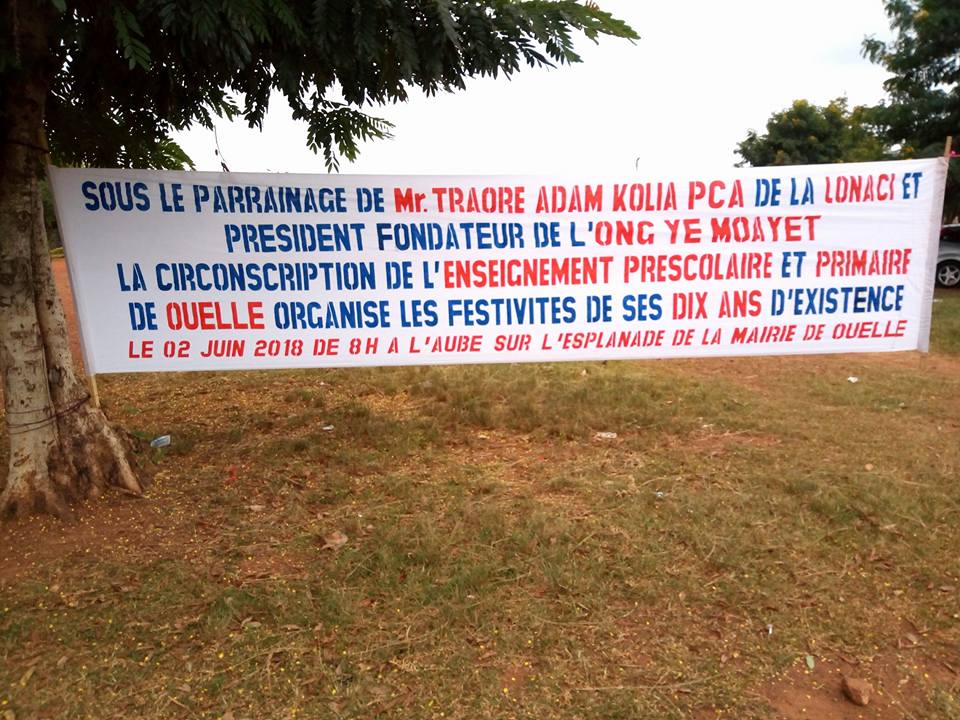 SOUS LE PARRAINAGE DE Mr. TRAORE ADAM KOLIA PCA DE LA LONACI ET
PRESIDENT FONDATEUR DE L'ONG YE MOAYET
LA CIRCONSCRIPTION DE L'ENSEIGNEMENT PRESCOLAIRE ET PRIMAIRE
DE OUELLE ORGANISE LES FESTIVITES DE SES DIX ANS D'EXISTENCE
LE 02 JUIN 2018 DE 8H A L'AUBE SUR L'ESPLANADE DE LA MAIRIE DE OUELLE